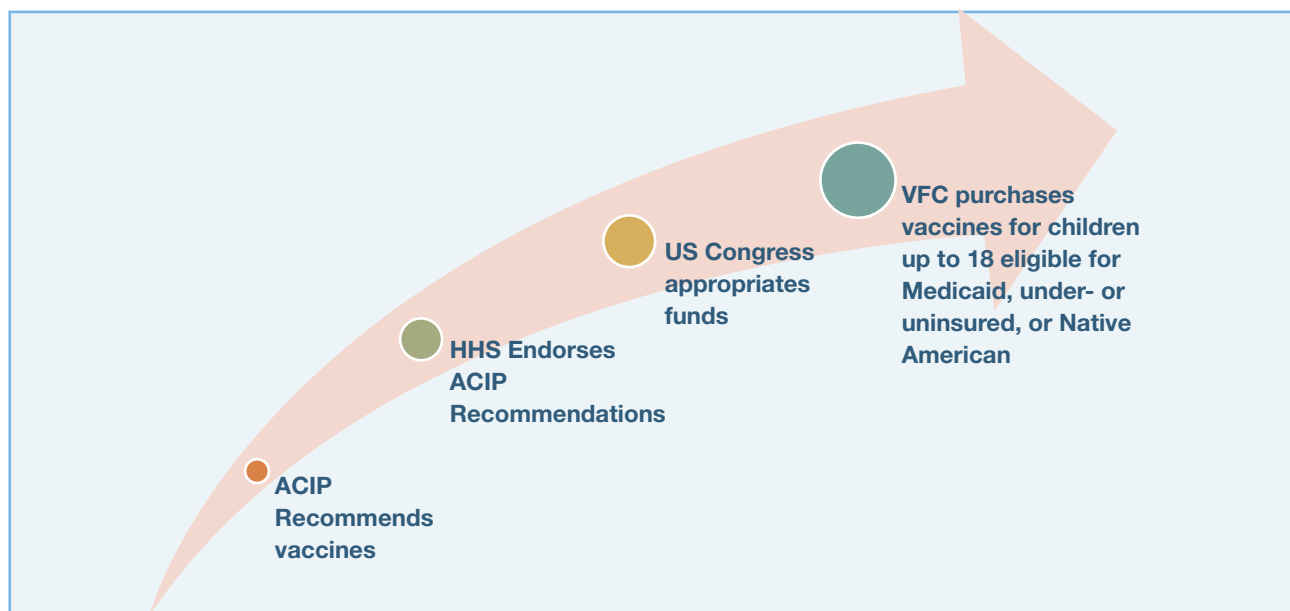 ACIP
Recommends
vaccines
HHS Endorses
ACIP
Recommendations
US Congress
appropriates
funds
VFC purchases
vaccines for children
up to 18 eligible for
Medicaid, under- or
uninsured, or Native
American